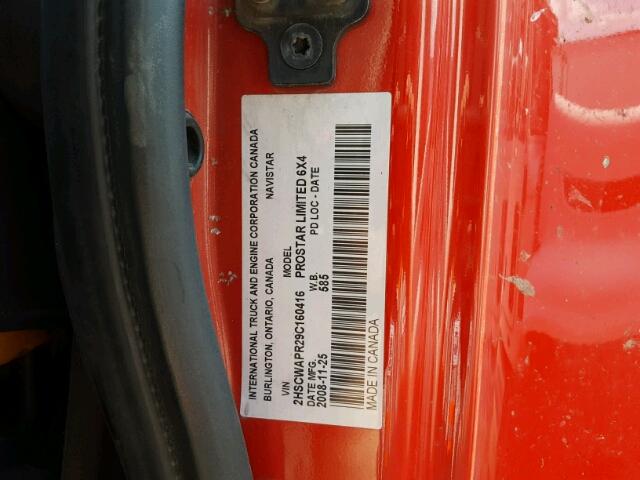 INTERNATIONAL TRUCK AND ENGINE CORPORATION CANADA
BURLINGTON, ONTARIO, CANADA NAVISTAR
VIN MODEL
2HSCWAPR29C160416 PROSTAR LIMITED 6X4
DATE MFG. W.B. PD LOC - DATE
2008-11-25 585
MADE IN CANADA